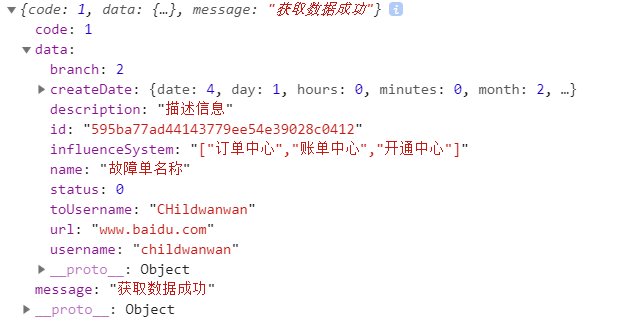 {code: 1, data: {…}, message: "获取数据成功"} i
code: 1
data:
branch: 2
createDate: {date: 4, day: 1, hours: 0, minutes: 0, month: 2, …}
description: "描述信息"
id: "595ba77ad44143779ee54e39028c0412"
influenceSystem: "["订单中心","账单中心","开通中心"]"
name: "故障单名称"
status: 0
toUsername: "CHildwanwan"
url: "www.baidu.com"
username: "childwanwan"
__proto__: Object
message: "获取数据成功"
__proto__: Object